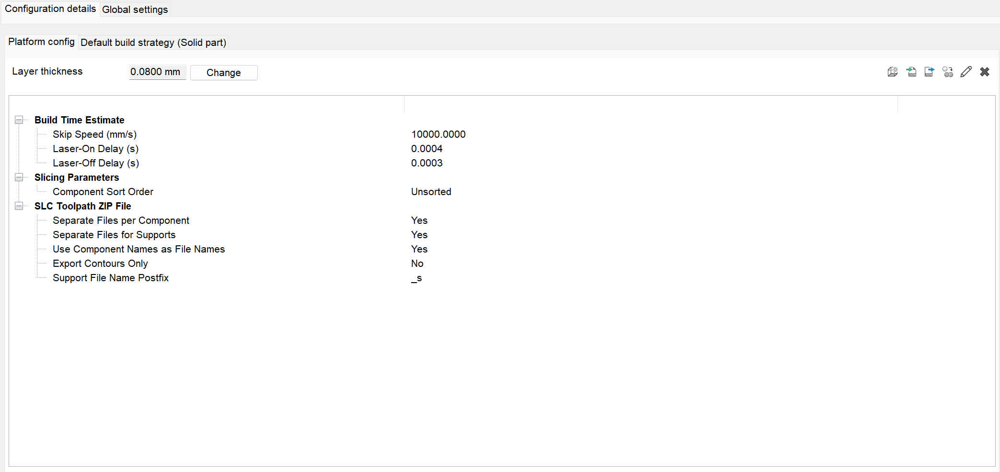 Configuration details Global settings
Platform config Default build strategy (Solid part)
Layer thickness 0.0800 mm Change
JSON JSON
Build Time Estimate
Skip Speed (mm/s) 10000.0000
Laser-On Delay (s) 0.0004
Laser-Off Delay (s) 0.0003
Slicing Parameters
Component Sort Order Unsorted
SLC Toolpath ZIP File
Separate Files per Component Yes
Separate Files for Supports Yes
Use Component Names as File Names Yes
Export Contours Only No
Support File Name Postfix _s